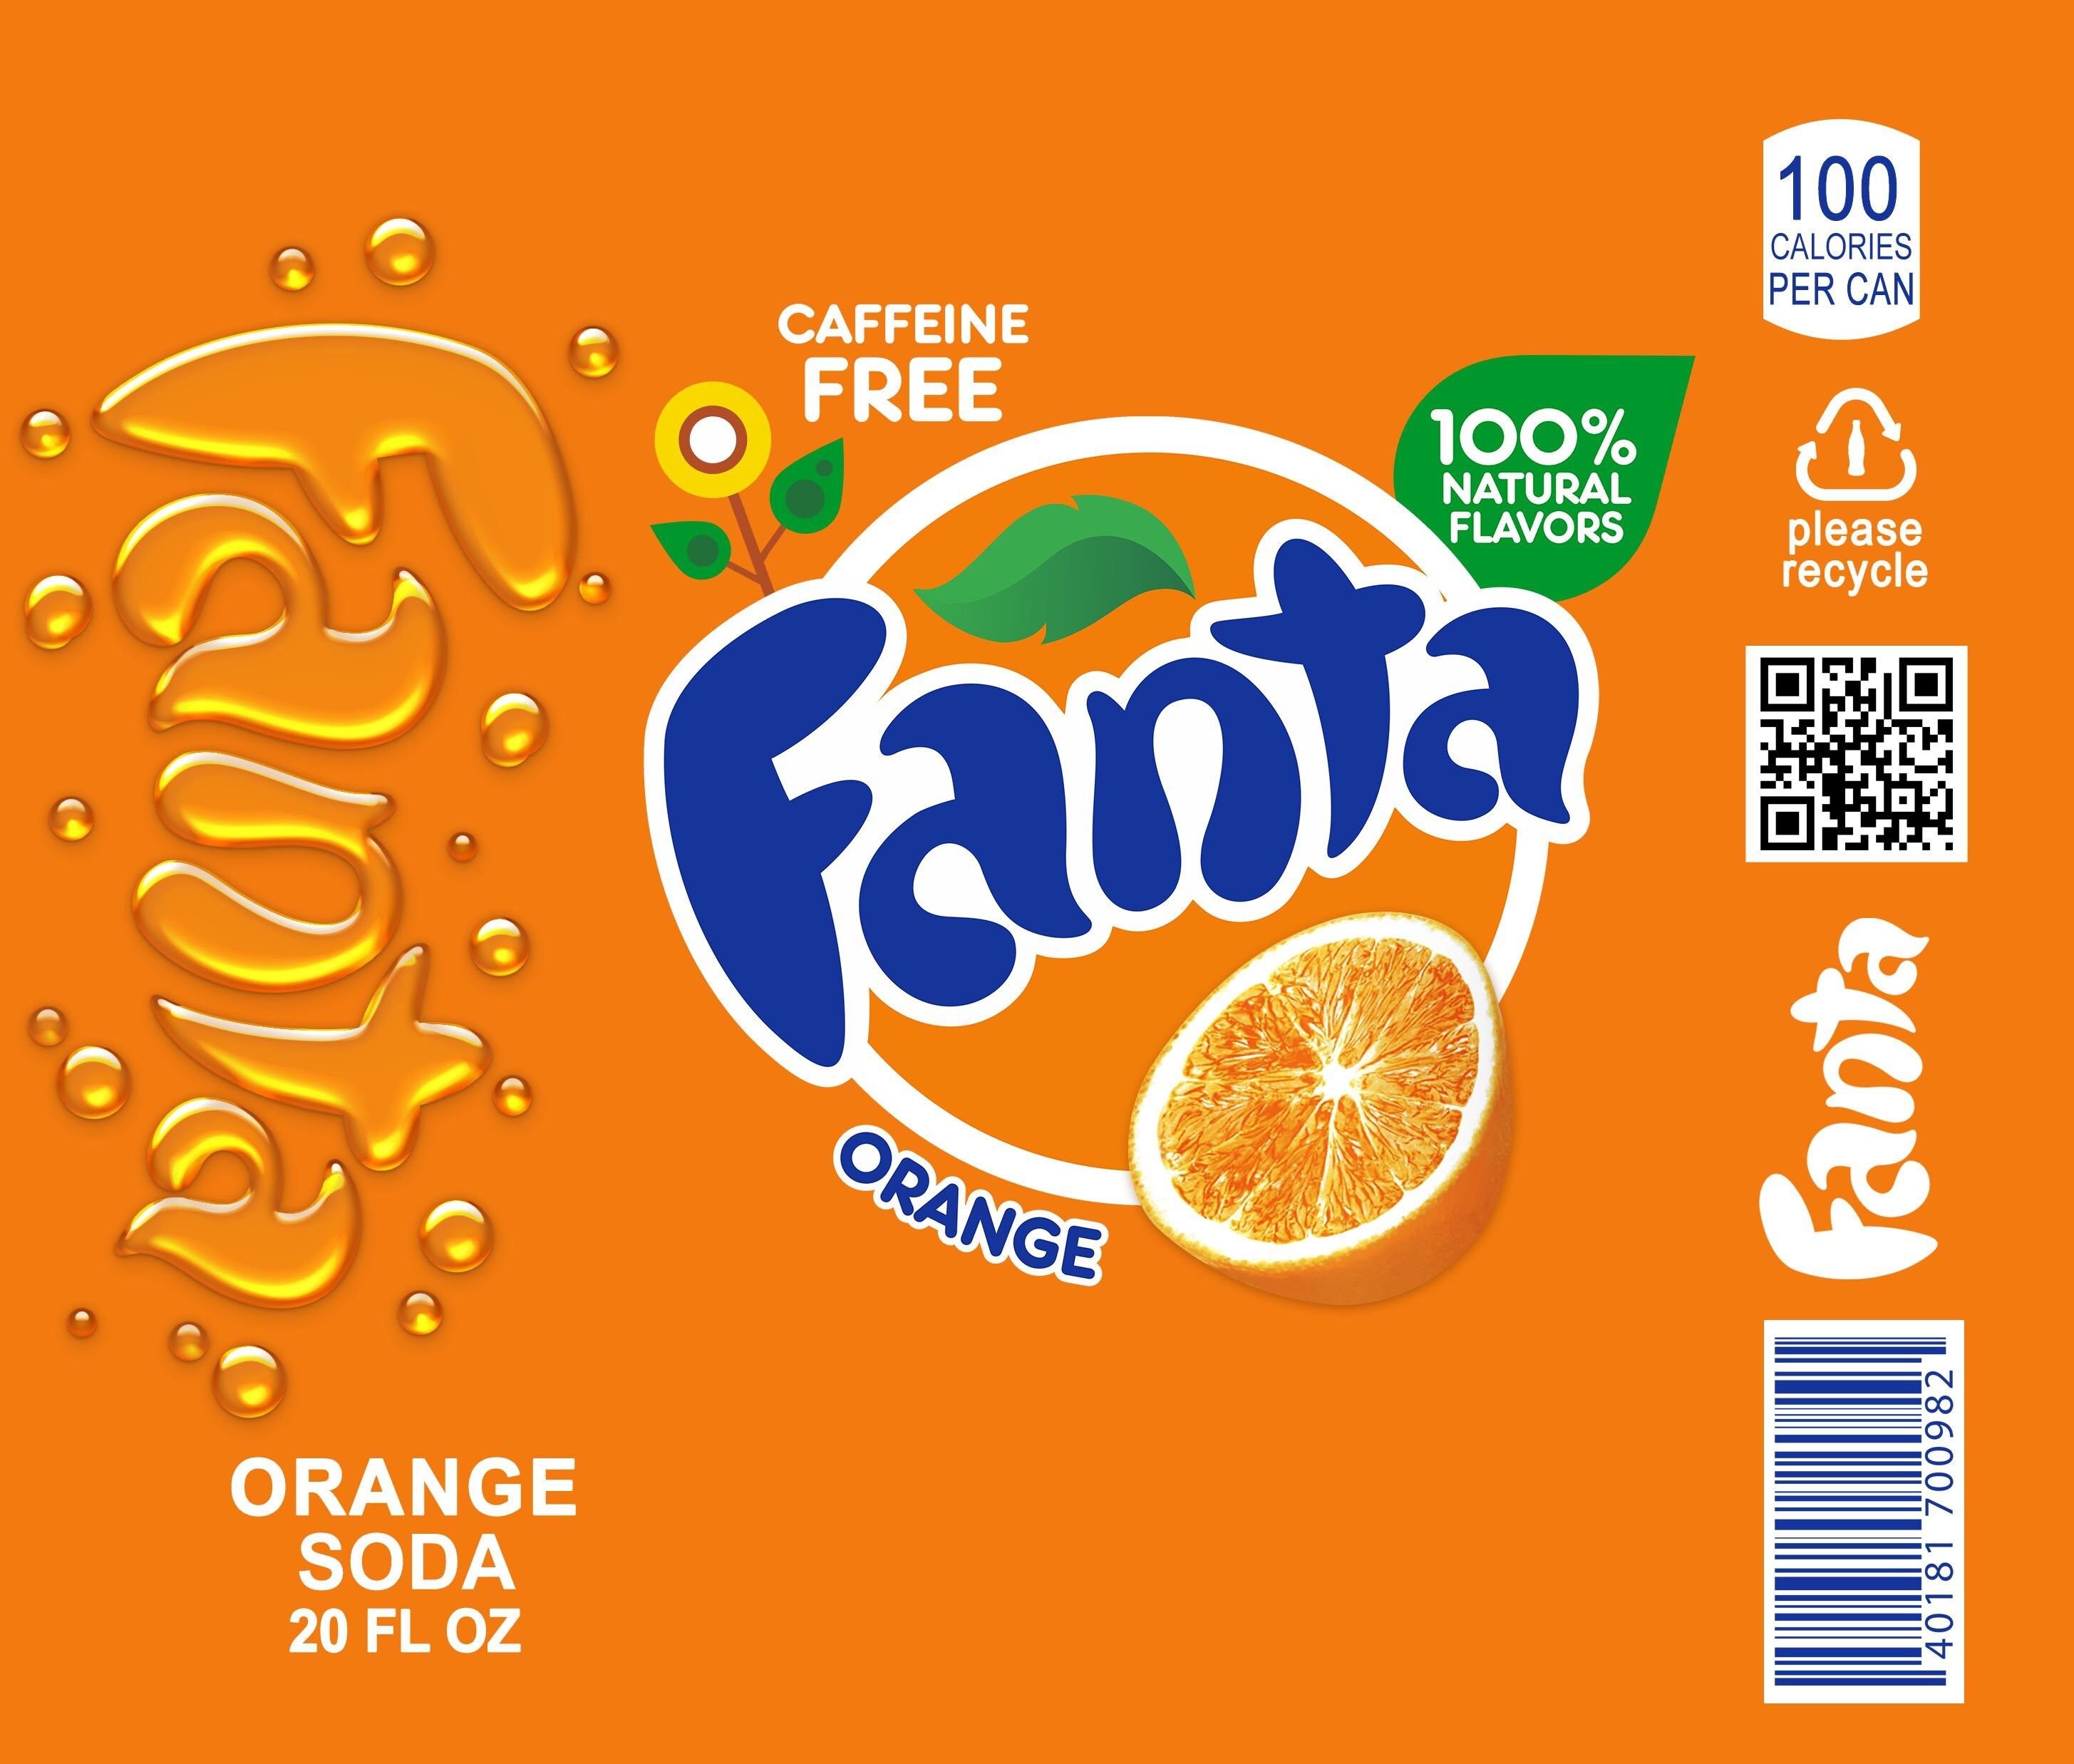 Fanta
ORANGE
SODA
20 FL OZ
CAFFEINE
FREE
100%
NATURAL
FLAVORS
Fanta
ORANGE
100
CALORIES
PER CAN
please
recycle
Fanta
40181 700982